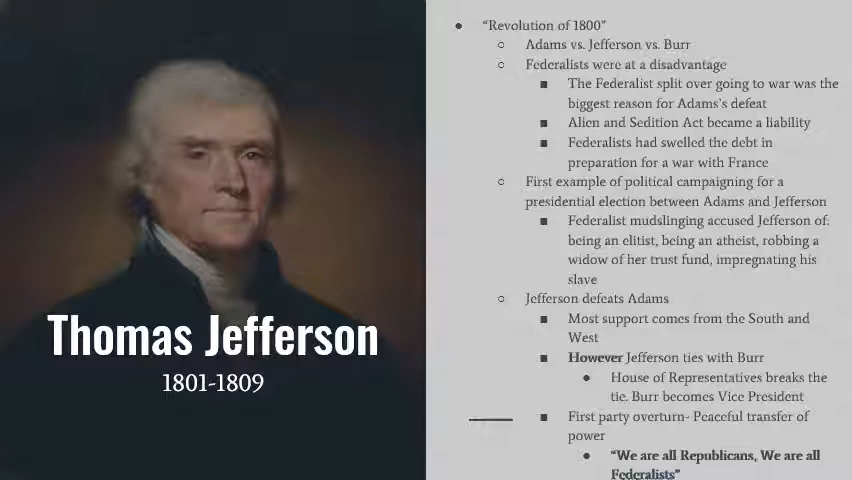 Thomas Jefferson
1801-1809
● "Revolution of 1800"
○ Adams vs. Jefferson vs. Burr
○ Federalists were at a disadvantage
■ The Federalist split over going to war was the
biggest reason for Adams's defeat
■ Alien and Sedition Act became a liability
■ Federalists had swelled the debt in
preparation for a war with France
○ First example of political campaigning for a
presidential election between Adams and Jefferson
■ Federalist mudslinging accused Jefferson of:
being an elitist, being an atheist, robbing a
widow of her trust fund, impregnating his
slave
○ Jefferson defeats Adams
■ Most support comes from the South and
West
■ However Jefferson ties with Burr
● House of Representatives breaks the
tie. Burr becomes Vice President
■ First party overturn- Peaceful transfer of
power
● "We are all Republicans, We are all
Federalists"